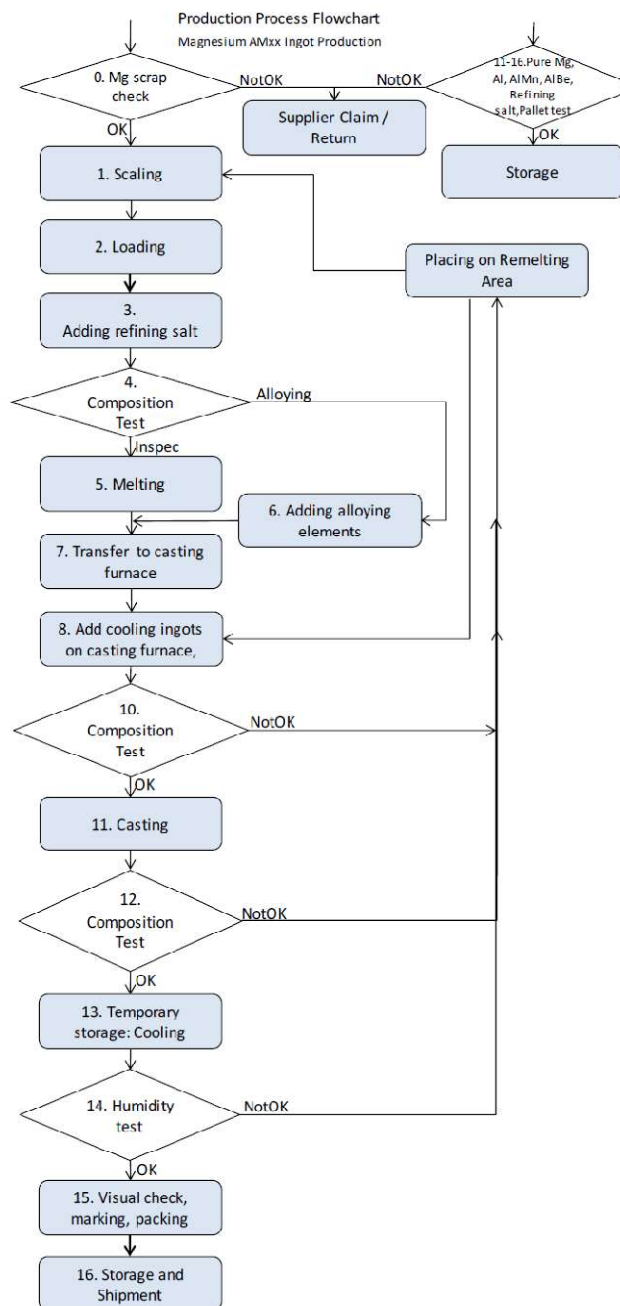 Production Process Flowchart
Magnesium AMxx Ingot Production
0. Mg scrap
check
NotOK
NotOK
11-16.Pure Mg,
Al, AlMn, AlBe,
Refining
salt,Pallet test
OK
Supplier Claim /
Return
OK
Storage
1. Scaling
2. Loading
Placing on Remelting
Area
3.
Adding refining salt
4.
Composition
Test
Alloying
Inspec
5. Melting
6. Adding alloying
elements
7. Transfer to casting
furnace
8. Add cooling ingots
on casting furnace,
10.
Composition
Test
NotOK
OK
11. Casting
12.
Composition
Test
NotOK
OK
13. Temporary
storage: Cooling
14. Humidity
test
NotOK
OK
15. Visual check,
marking, packing
16. Storage and
Shipment